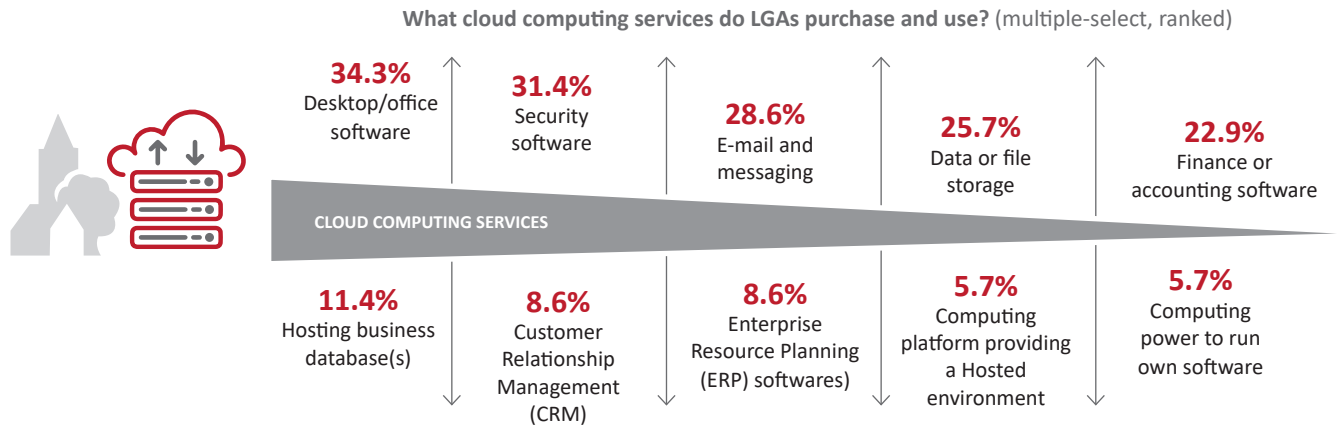 What cloud computing services do LGAs purchase and use? (multiple-select, ranked)
34.3%
Desktop/office
software
31.4%
Security
software
28.6%
E-mail and
messaging
25.7%
Data or file
storage
22.9%
Finance or
accounting software
CLOUD COMPUTING SERVICES
11.4%
Hosting business
database(s)
8.6%
Customer
Relationship
Management
(CRM)
8.6%
Enterprise
Resource Planning
(ERP) softwares)
5.7%
Computing
platform providing
a Hosted
environment
5.7%
Computing
power to run
own software